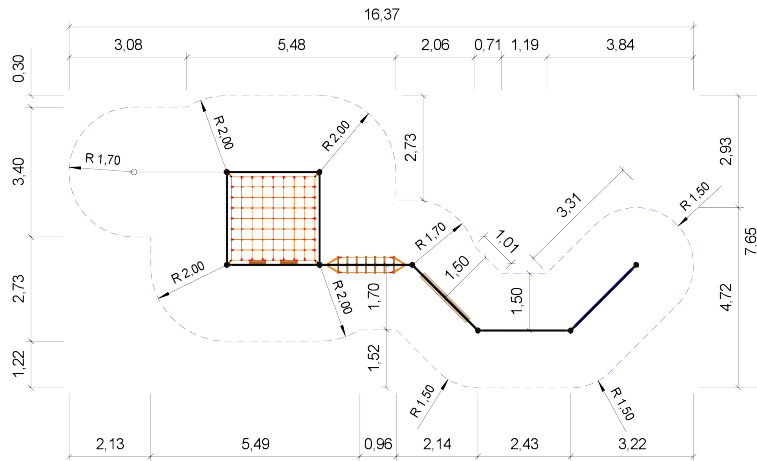 16,37
3,08 5,48 2,06 0,71 1,19 3,84
0,30
3,40
2,73
1,22
R 2,00
R 2,00
R 1,70
2,73
2,93
R 1,50
3,31
7.65
R 1,70
1,01
1,50
R 2,00
R 2,00
1,70
1,50
4,72
1,52
R 1,50
R 1,50
2,13 5,49 0,96 2,14 2,43 3,22